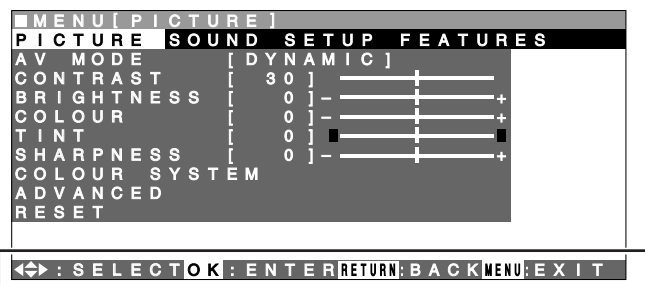 ■MENU[PICTURE]
PICTURE SOUND SETUP FEATURES
AV MODE [DYNAMIC]
CONTRAST [ 30]
BRIGHTNESS [ 0] - +
COLOUR [ 0] - +
TINT [ 0]
SHARPNESS [ 0] - +
COLOUR SYSTEM
ADVANCED
RESET
:SELECT OK:ENTER RETURN:BACK MENU:EXIT